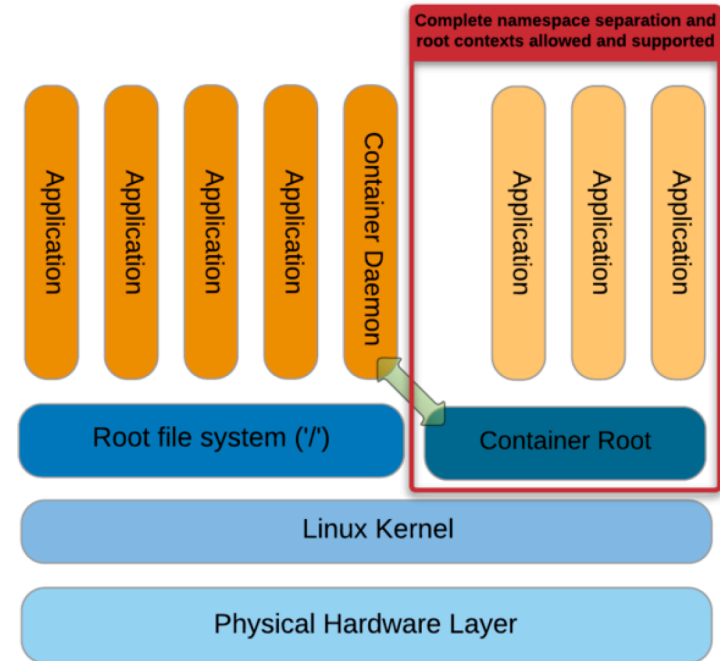 Complete namespace separation and
root contexts allowed and supported
Application
Application
Application
Application
Container Daemon
Application
Application
Application
Root file system ('/')
Container Root
Linux Kernel
Physical Hardware Layer